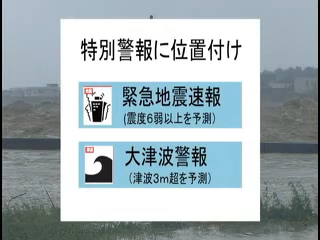 特別警報に位置付け
緊急地震速報
(震度6弱以上を予測)
大津波警報
(津波3m超を予測)